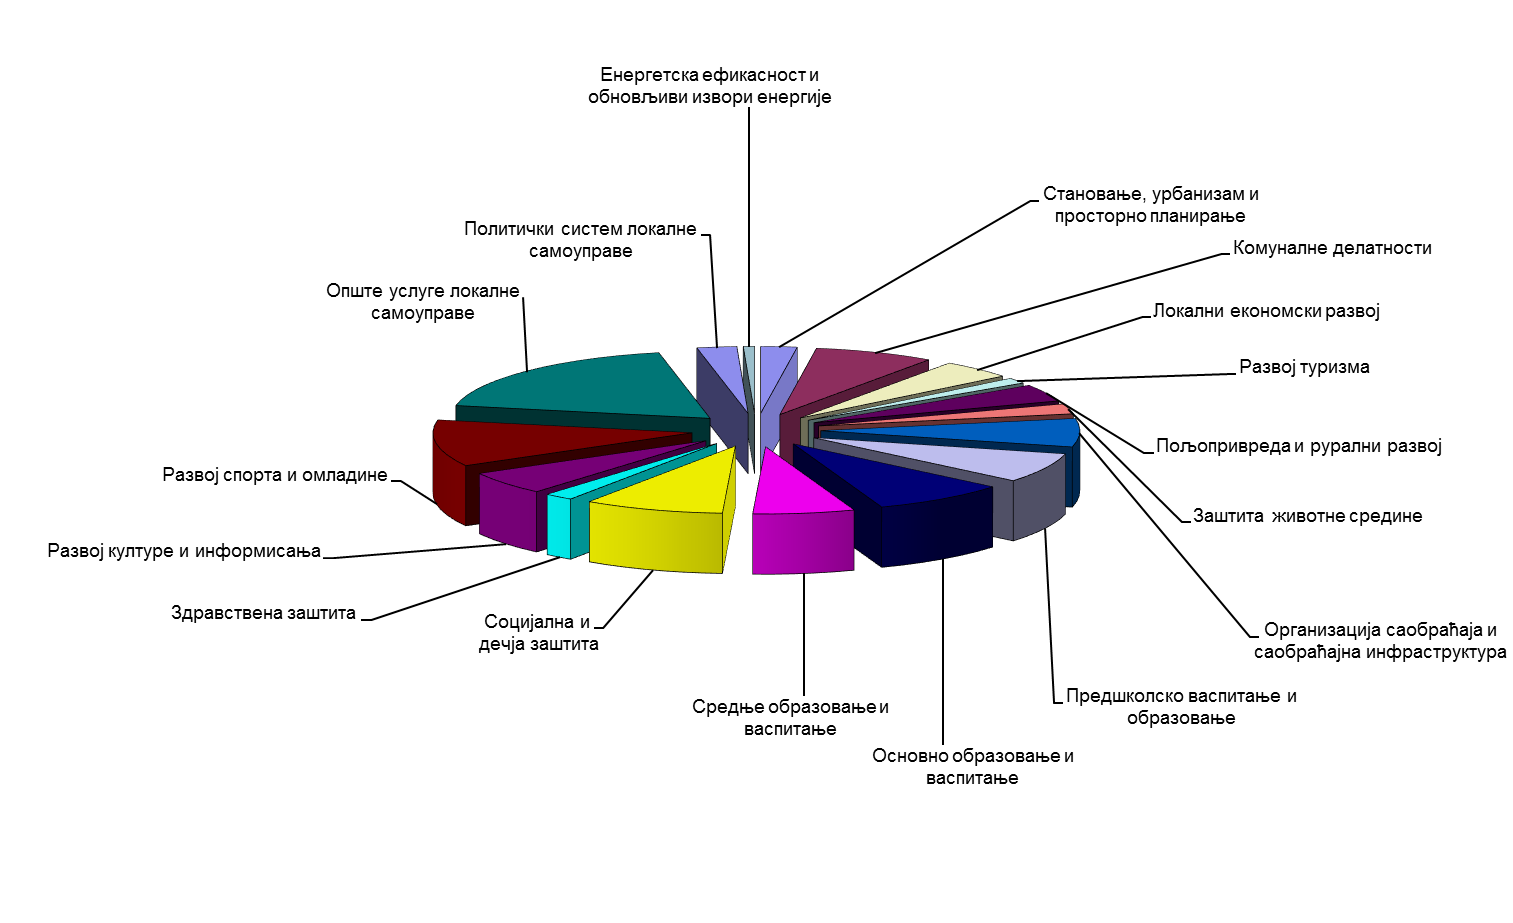 Енергетска ефикасност и
обновљиви извори енергије
Становање, урбанизам и
просторно планирање
Комуналне делатности
Локални економски развој
Развој туризма
Пољопривреда и рурални развој
Заштита животне средине
Организација саобраћаја и
саобраћајна инфраструктура
Предшколско васпитање и
образовање
Основно образовање и
васпитање
Средње образовање и
васпитање
Социјална и
дечја заштита
Здравствена заштита
Развој културе и информисања
Развој спорта и омладине
Опште услуге локалне
самоуправе
Политички систем локалне
самоуправе